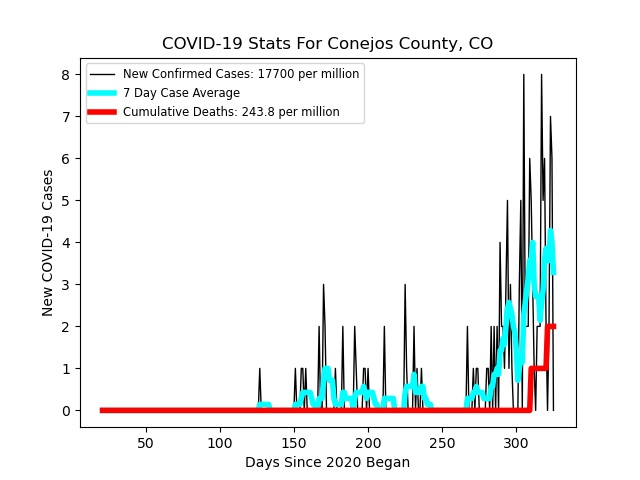 COVID-19 Stats For Conejos County, CO
New Confirmed Cases: 17700 per million
7 Day Case Average
Cumulative Deaths: 243.8 per million
New COVID-19 Cases
8
7
6
5
4
3
2
1
0
50
100
150
200
250
300
Days Since 2020 Began